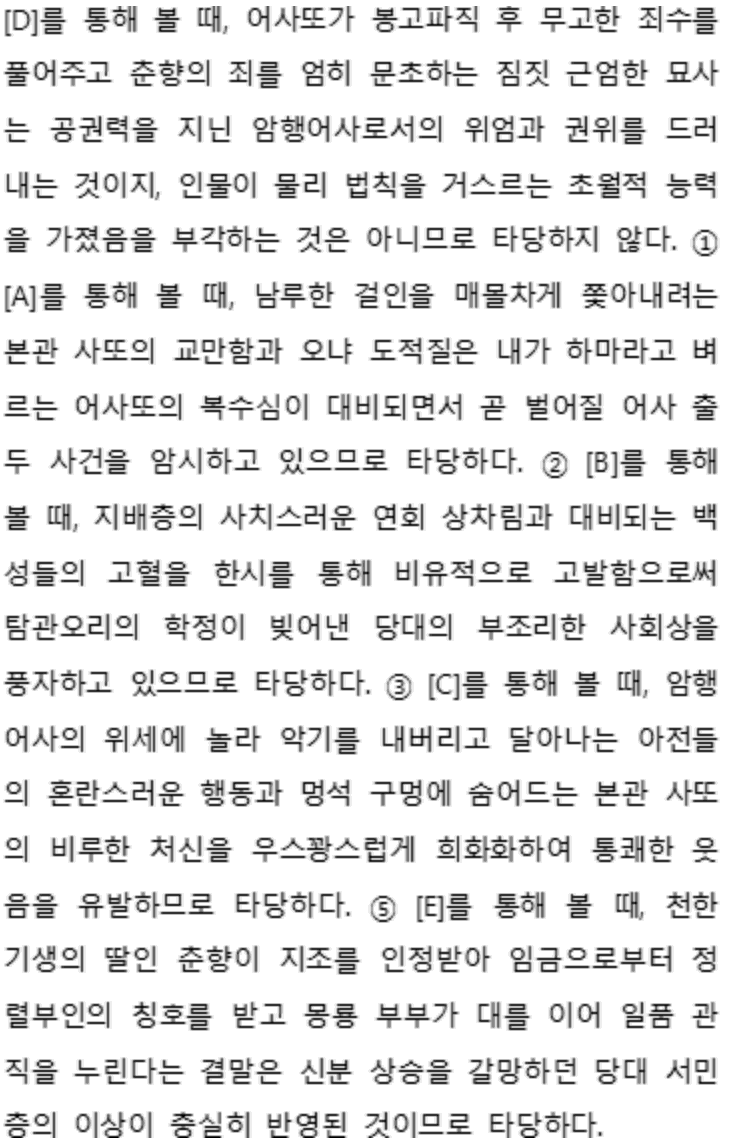 [D]를 통해 볼 때, 어사또가 봉고파직 후 무고한 죄수를
풀어주고 춘향의 죄를 엄히 문초하는 짐짓 근엄한 묘사
는 공권력을 지닌 암행어사로서의 위엄과 권위를 드러
내는 것이지, 인물이 물리 법칙을 거스르는 초월적 능력
을 가졌음을 부각하는 것은 아니므로 타당하지 않다. ①
[A]를 통해 볼 때, 남루한 걸인을 매몰차게 쫓아내려는
본관 사또의 교만함과 오냐 도적질은 내가 하마라고 벼
르는 어사또의 복수심이 대비되면서 곧 벌어질 어사 출
두 사건을 암시하고 있으므로 타당하다. ② [B]를 통해
볼 때, 지배층의 사치스러운 연회 상차림과 대비되는 백
성들의 고혈을 한시를 통해 비유적으로 고발함으로써
탐관오리의 학정이 빚어낸 당대의 부조리한 사회상을
풍자하고 있으므로 타당하다. ③ [C]를 통해 볼 때, 암행
어사의 위세에 놀라 악기를 내버리고 달아나는 아전들
의 혼란스러운 행동과 멍석 구멍에 숨어드는 본관 사또
의 비루한 처신을 우스꽝스럽게 희화화하여 통쾌한 웃
음을 유발하므로 타당하다. ⑤ [E]를 통해 볼 때, 천한
기생의 딸인 춘향이 지조를 인정받아 임금으로부터 정
렬부인의 칭호를 받고 몽룡 부부가 대를 이어 일품 관
직을 누린다는 결말은 신분 상승을 갈망하던 당대 서민
층의 이상이 충실히 반영된 것이므로 타당하다.